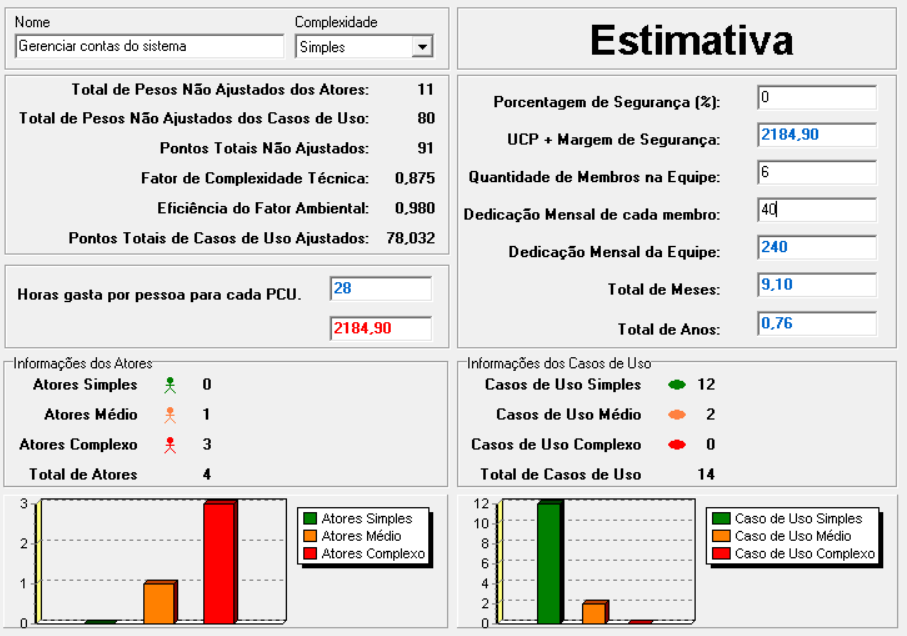 Nome
Complexidade
Gerenciar contas do sistema
Simples
Estimativa
Total de Pesos Não Ajustados dos Atores: 11
Total de Pesos Não Ajustados dos Casos de Uso: 80
Pontos Totais Não Ajustados: 91
Fator de Complexidade Técnica: 0,875
Eficiência do Fator Ambiental: 0,980
Pontos Totais de Casos de Uso Ajustados: 78,032
Horas gasta por pessoa para cada PCU. 28
2184,90
Porcentagem de Segurança (%): 0
UCP + Margem de Segurança: 2184,90
Quantidade de Membros na Equipe: 6
Dedicação Mensal de cada membro: 40
Dedicação Mensal da Equipe: 240
Total de Meses: 9,10
Total de Anos: 0,76
Informações dos Atores
Atores Simples 0
Atores Médio 1
Atores Complexo 3
Total de Atores 4
Informações dos Casos de Uso
Casos de Uso Simples 12
Casos de Uso Médio 2
Casos de Uso Complexo 0
Total de Casos de Uso 14
3
2
1
0
Atores Simples
Atores Médio
Atores Complexo
12
10
8
6
4
2
0
Caso de Uso Simples
Caso de Uso Médio
Caso de Uso Complexo